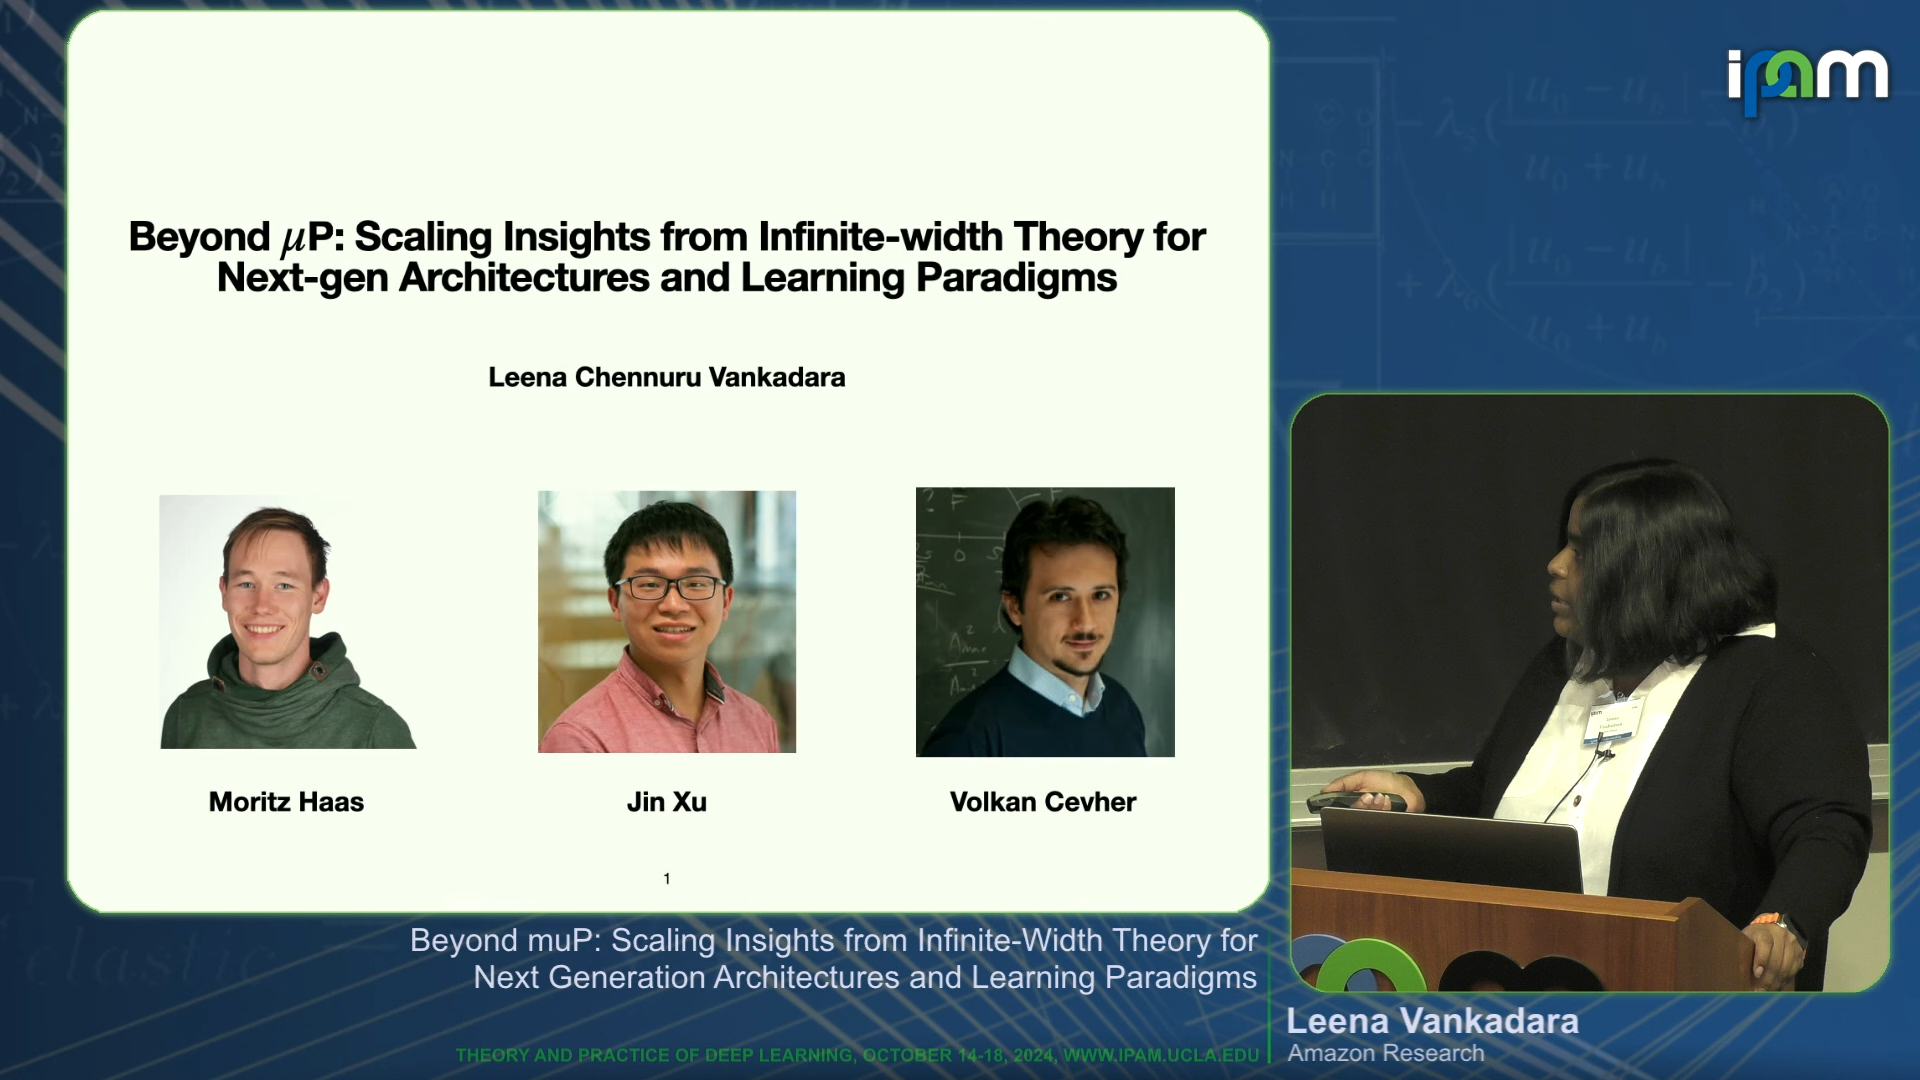 ipam
Beyond μP: Scaling Insights from Infinite-width Theory for
Next-gen Architectures and Learning Paradigms
Leena Chennuru Vankadara
Moritz Haas
Jin Xu
Volkan Cevher
1
Beyond muP: Scaling Insights from Infinite-Width Theory for
Next Generation Architectures and Learning Paradigms
THEORY AND PRACTICE OF DEEP LEARNING, OCTOBER 14-18, 2024, WWW.IPAM.UCLA.EDU
Leena Vankadara
Amazon Research